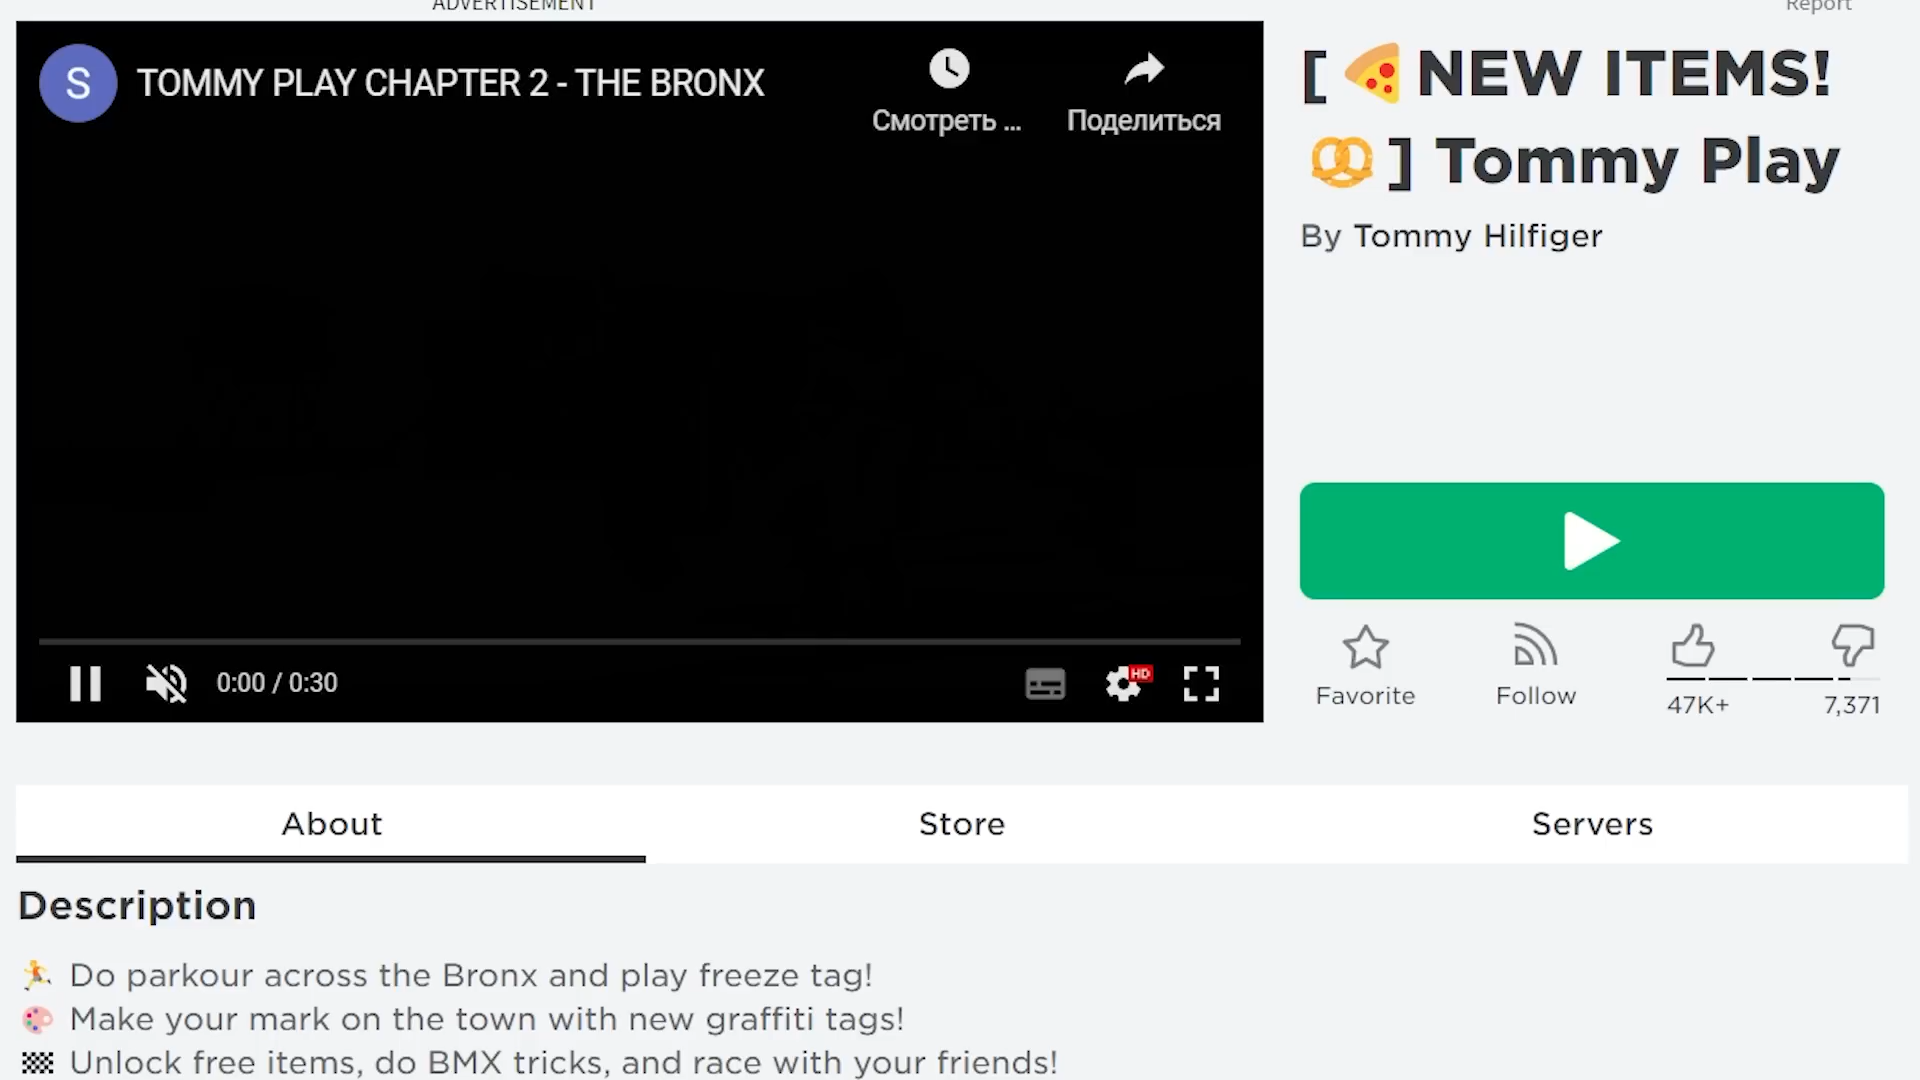 ADVERTISEMENT
Report
S
TOMMY PLAY CHAPTER 2 - THE BRONX
Смотреть ...
Поделиться
[ 🍕 NEW ITEMS!
🥨 ] Tommy Play
By Tommy Hilfiger
0:00 / 0:30
HD
Favorite
Follow
47K+
7,371
About
Store
Servers
Description
🏃 Do parkour across the Bronx and play freeze tag!
🎨 Make your mark on the town with new graffiti tags!
🏁 Unlock free items, do BMX tricks, and race with your friends!